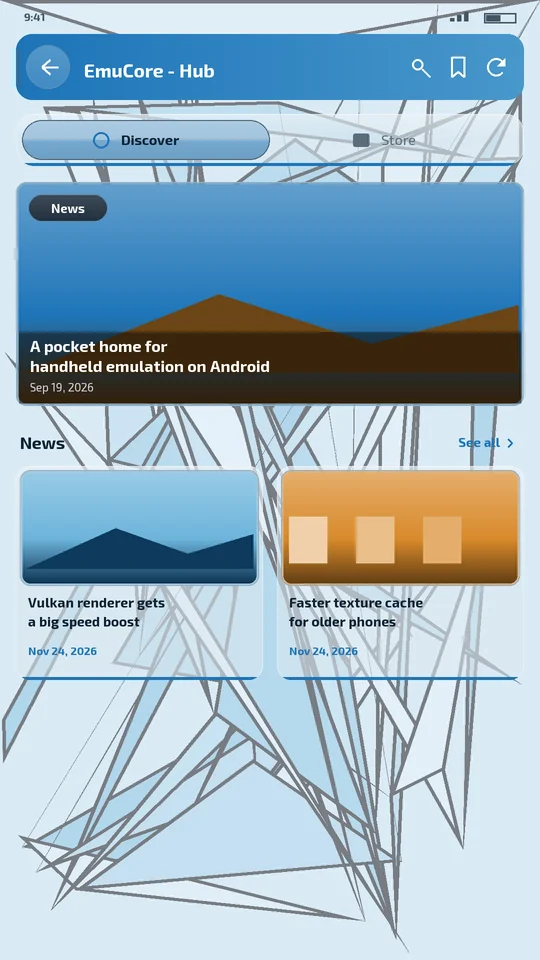 9:41
EmuCore - Hub
Discover
Store
News
A pocket home for
handheld emulation on Android
Sep 19, 2026
News
See all
Vulkan renderer gets
a big speed boost
Nov 24, 2026
Faster texture cache
for older phones
Nov 24, 2026